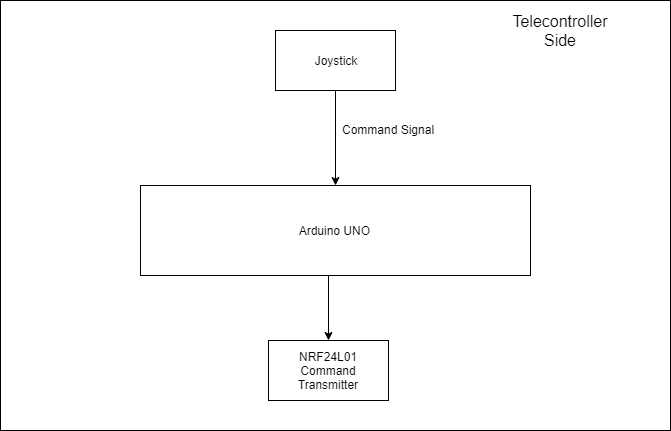 Telecontroller
Side
Joystick
Command Signal
Arduino UNO
NRF24L01
Command
Transmitter